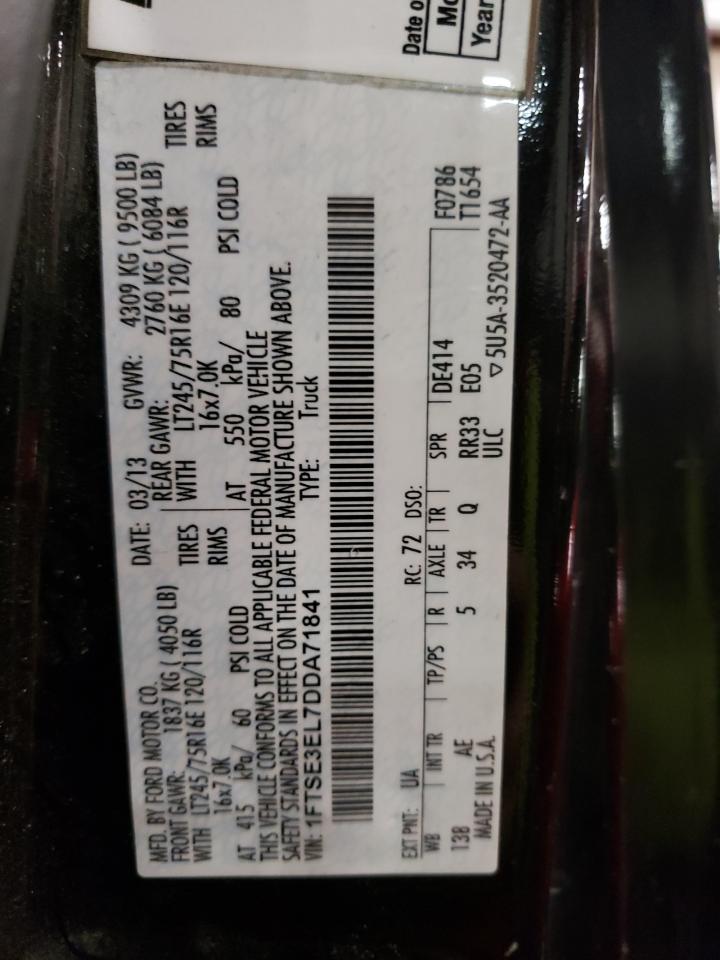 Date o
Mo
Year
MFD. BY FORD MOTOR CO.
DATE: 03/13 GVWR: 4309 KG ( 9500 LB)
FRONT GAWR: 1837 KG ( 4050 LB)
REAR GAWR: 2760 KG ( 6084 LB)
WITH LT245/75R16E 120/116R TIRES
WITH LT245/75R16E 120/116R TIRES
16x7.0K RIMS
16x7.0K RIMS
AT 415 kPa/ 60 PSI COLD
AT 550 kPa/ 80 PSI COLD
THIS VEHICLE CONFORMS TO ALL APPLICABLE FEDERAL MOTOR VEHICLE
SAFETY STANDARDS IN EFFECT ON THE DATE OF MANUFACTURE SHOWN ABOVE.
VIN: 1FTSE3EL7DDA71841 TYPE: Truck
EXT PNT: UA RC: 72 DSO: F0786
WB INT TR TP/PS R AXLE TR SPR DE414 T1654
138 AE 5 34 Q RR33 E05
MADE IN U.S.A. ULC ▽5U5A-3520472-AA